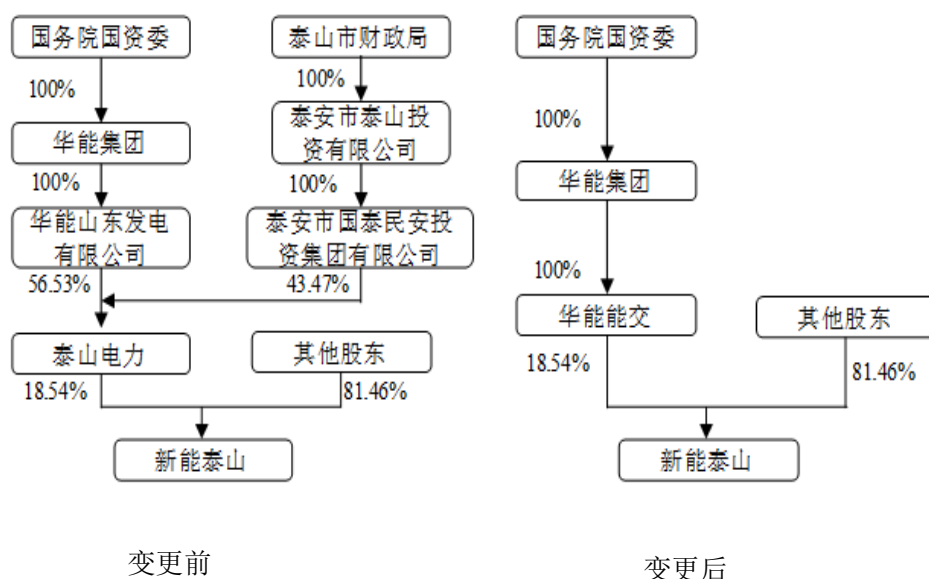 国务院国资委
泰山市财政局
100%
100%
华能集团
泰安市泰山投
资有限公司
100%
100%
华能山东发电
有限公司
泰安市国泰民安投
资集团有限公司
56.53%
43.47%
泰山电力
其他股东
18.54%
81.46%
新能泰山
变更前
国务院国资委
100%
华能集团
100%
华能能交
其他股东
18.54%
81.46%
新能泰山
变更后